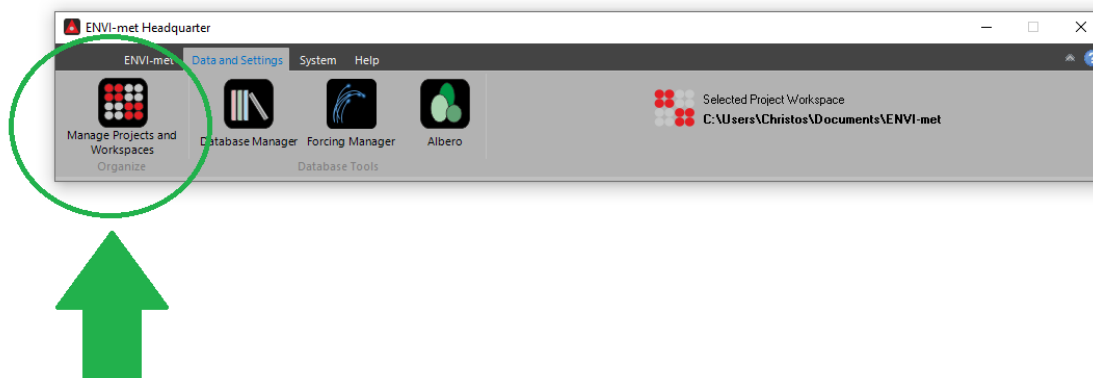 ENVI-met Headquarter
ENVI-met Data and Settings System Help
Manage Projects and
Workspaces
Database Manager Forcing Manager Albero
Organize Database Tools
Selected Project Workspace
C:\Users\Christos\Documents\ENVI-met